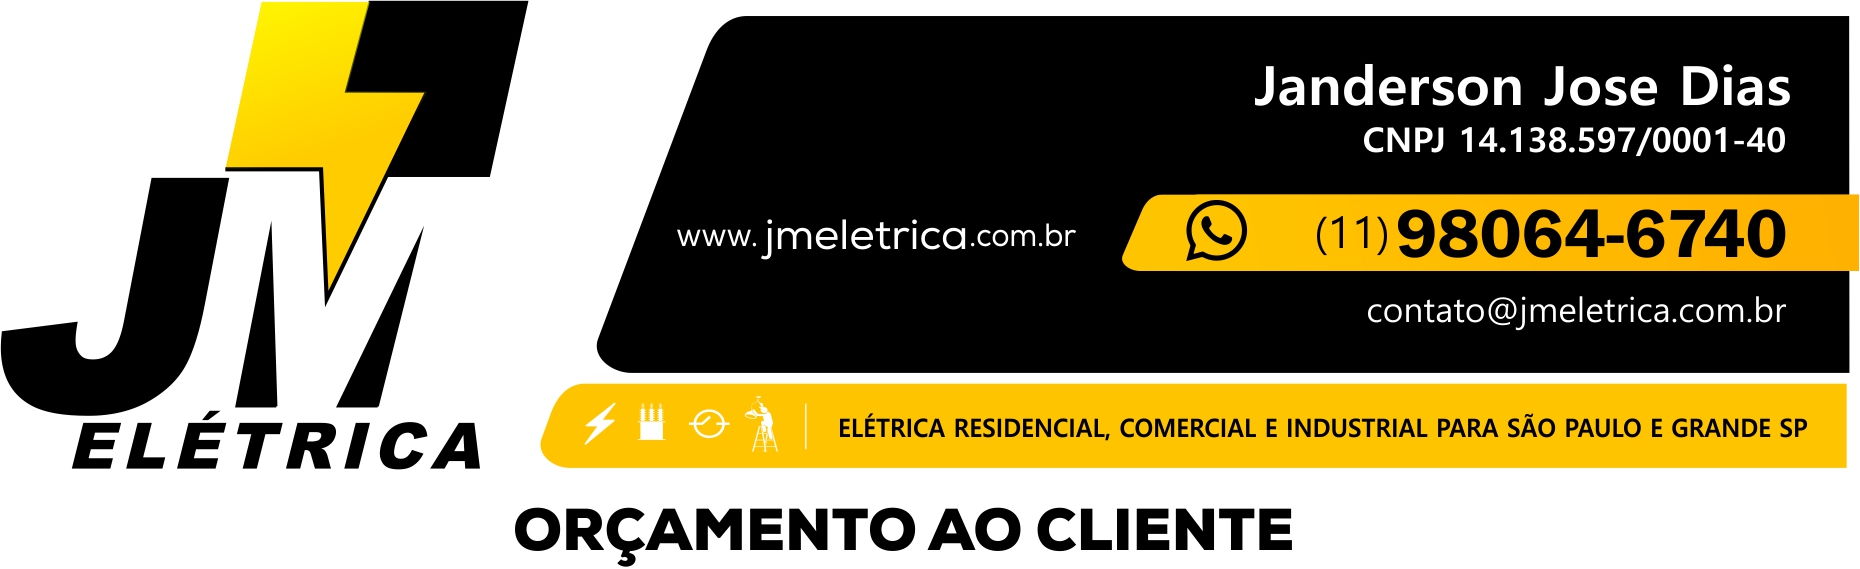 JM
ELÉTRICA
Janderson Jose Dias
CNPJ 14.138.597/0001-40
www.jmeletrica.com.br
(11) 98064-6740
contato@jmeletrica.com.br
ELÉTRICA RESIDENCIAL, COMERCIAL E INDUSTRIAL PARA SÃO PAULO E GRANDE SP
ORÇAMENTO AO CLIENTE